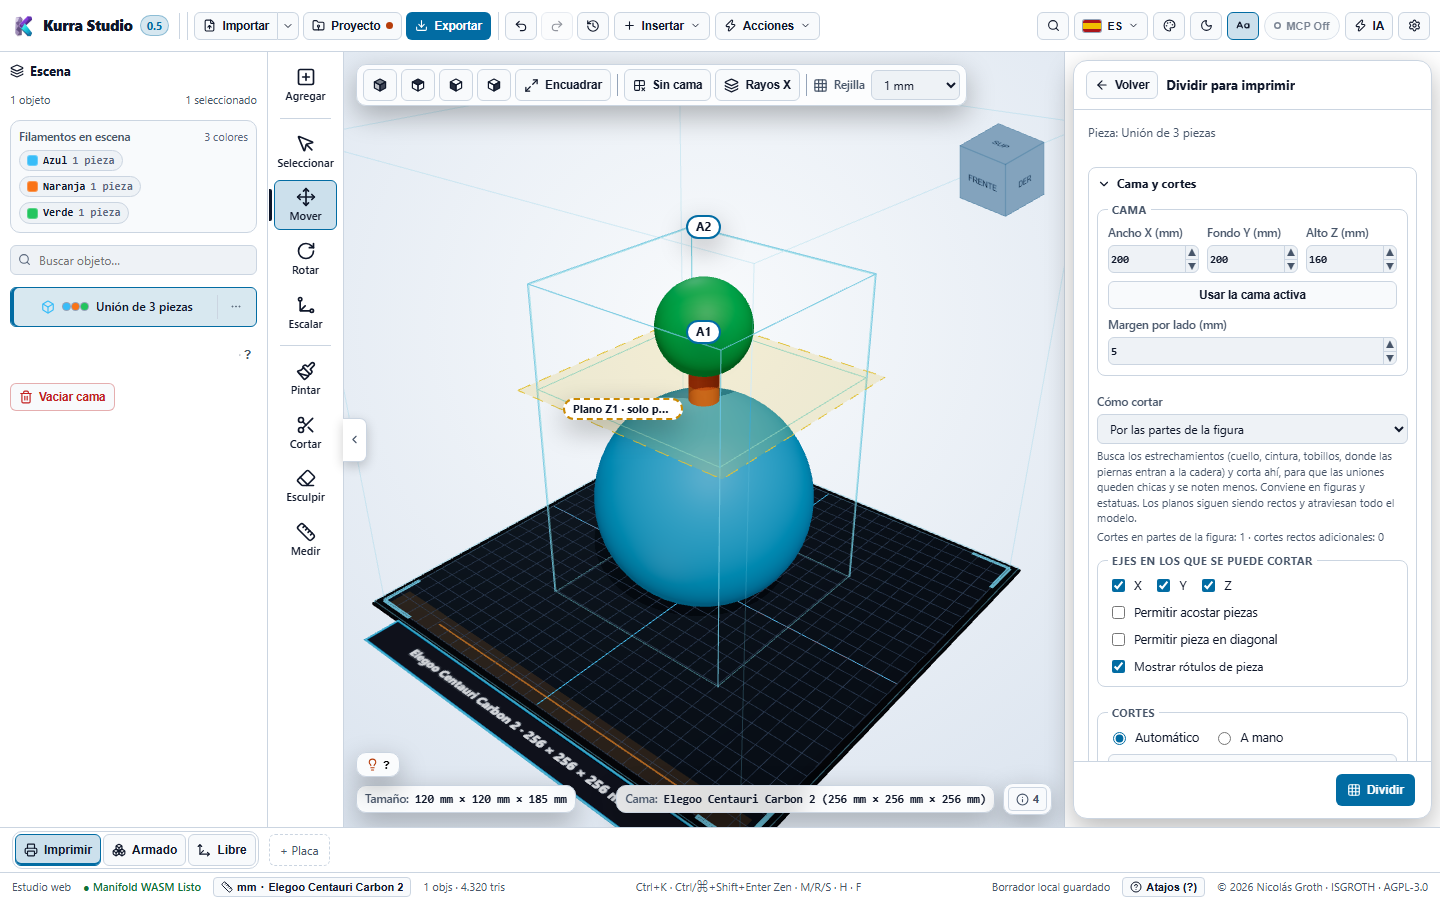 Kurra Studio 0.5
Importar
Proyecto
Exportar
Insertar
Acciones
ES
Aa
MCP Off
IA
Escena
1 objeto 1 seleccionado
Filamentos en escena 3 colores
Azul 1 pieza
Naranja 1 pieza
Verde 1 pieza
Buscar objeto...
Unión de 3 piezas ...
?
Vaciar cama
Agregar
Seleccionar
Mover
Rotar
Escalar
Pintar
Cortar
Esculpir
Medir
Encuadrar
Sin cama
Rayos X
Rejilla 1 mm
SUP
FRENTE
DER
A2
A1
Plano Z1 · solo p...
Elegoo Centauri Carbon 2 · 256 × 256 × 256 m
?
Tamaño: 120 mm × 120 mm × 185 mm
Cama: Elegoo Centauri Carbon 2 (256 mm × 256 mm × 256 mm)
4
Volver
Dividir para imprimir
Pieza: Unión de 3 piezas
Cama y cortes
CAMA
Ancho X (mm) Fondo Y (mm) Alto Z (mm)
200 200 160
Usar la cama activa
Margen por lado (mm)
5
Cómo cortar
Por las partes de la figura
Busca los estrechamientos (cuello, cintura, tobillos, donde las
piernas entran a la cadera) y corta ahí, para que las uniones
queden chicas y se noten menos. Conviene en figuras y
estatuas. Los planos siguen siendo rectos y atraviesan todo el
modelo.
Cortes en partes de la figura: 1 · cortes rectos adicionales: 0
EJES EN LOS QUE SE PUEDE CORTAR
X Y Z
Permitir acostar piezas
Permitir pieza en diagonal
Mostrar rótulos de pieza
CORTES
Automático A mano
Dividir
Imprimir
Armado
Libre
+ Placa
Estudio web
Manifold WASM Listo
mm · Elegoo Centauri Carbon 2
1 objs · 4.320 tris
Ctrl+K · Ctrl/⌘+Shift+Enter Zen · M/R/S · H · F
Borrador local guardado
Atajos (?)
© 2026 Nicolás Groth · ISGROTH · AGPL-3.0